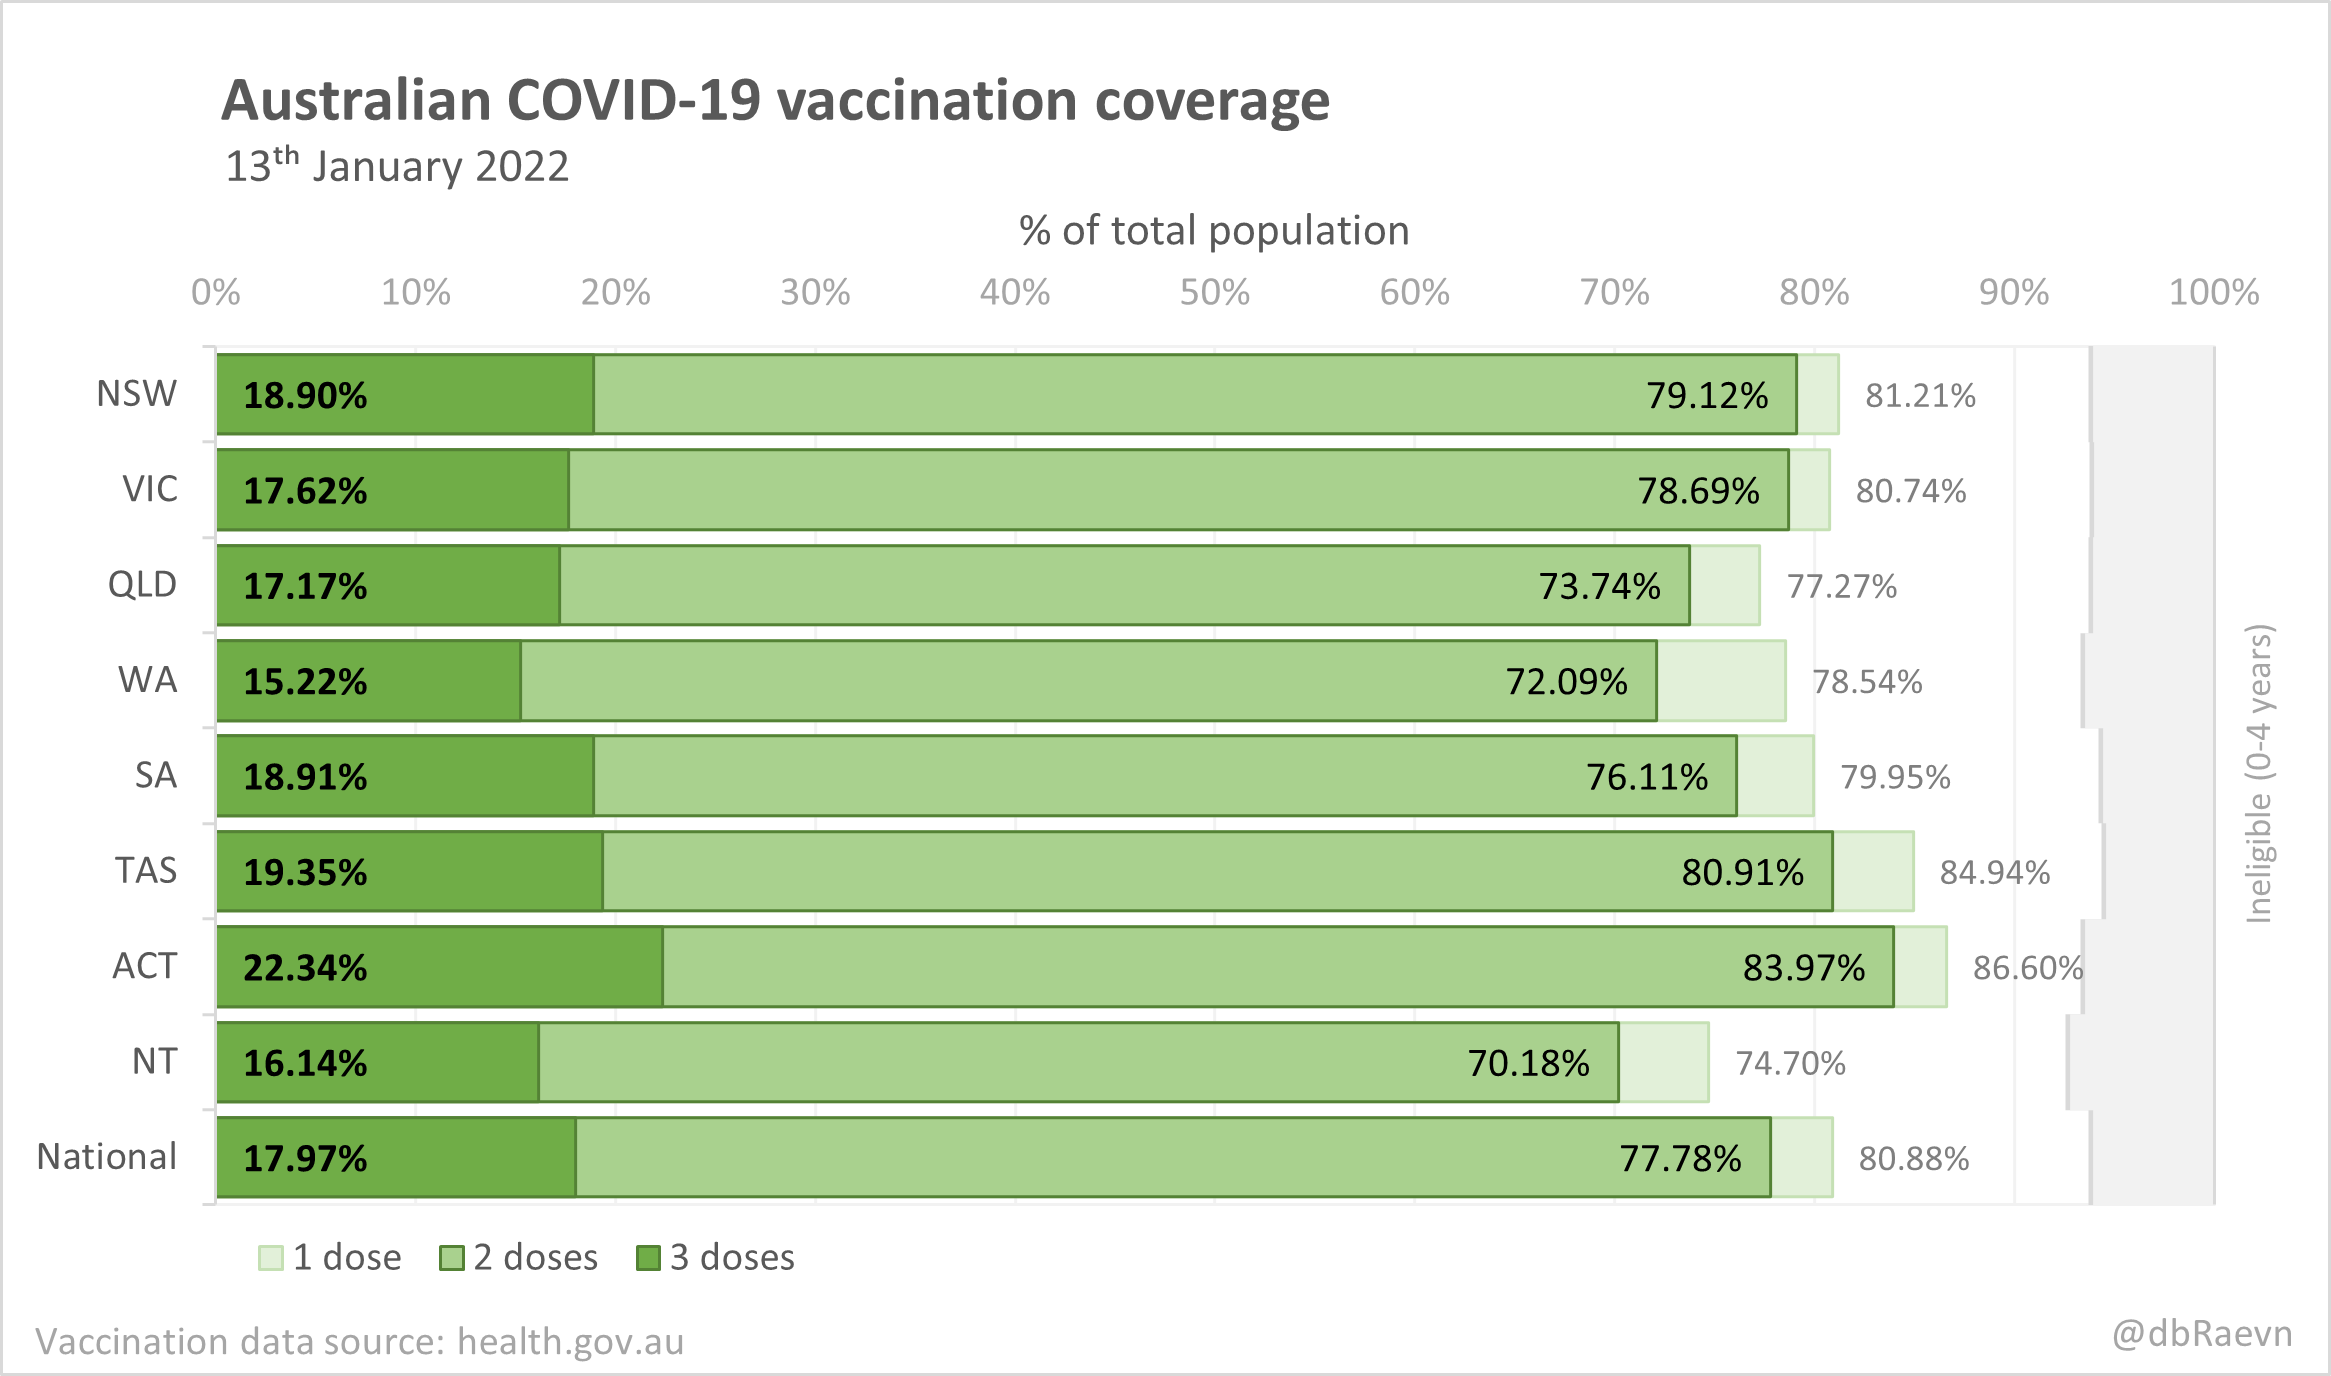 Australian COVID-19 vaccination coverage
13th January 2022
% of total population
0% 10% 20% 30% 40% 50% 60% 70% 80% 90% 100%
NSW 18.90% 79.12% 81.21%
VIC 17.62% 78.69% 80.74%
QLD 17.17% 73.74% 77.27%
WA 15.22% 72.09% 78.54%
SA 18.91% 76.11% 79.95%
TAS 19.35% 80.91% 84.94%
ACT 22.34% 83.97% 86.60%
NT 16.14% 70.18% 74.70%
National 17.97% 77.78% 80.88%
Ineligible (0-4 years)
1 dose 2 doses 3 doses
Vaccination data source: health.gov.au
@dbRaevn